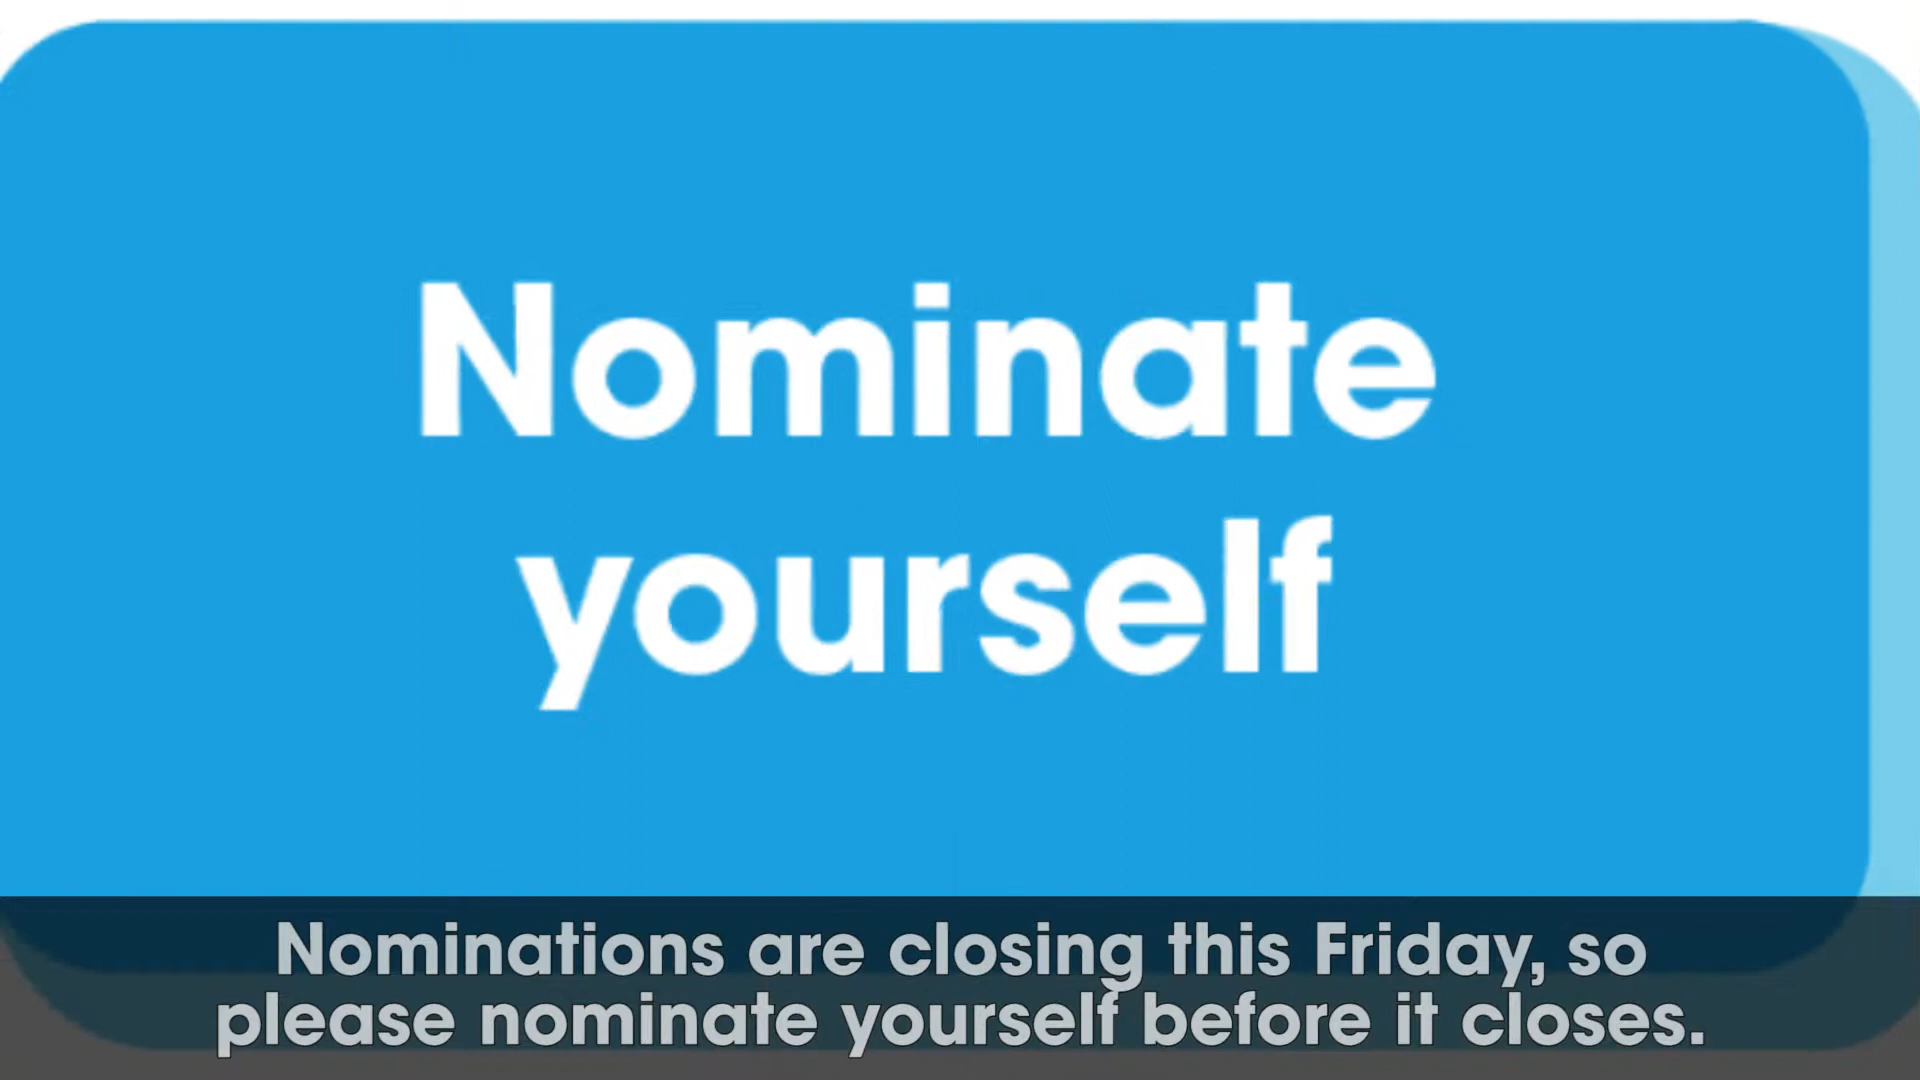 Nominate
yourself
Nominations are closing this Friday, so
please nominate yourself before it closes.